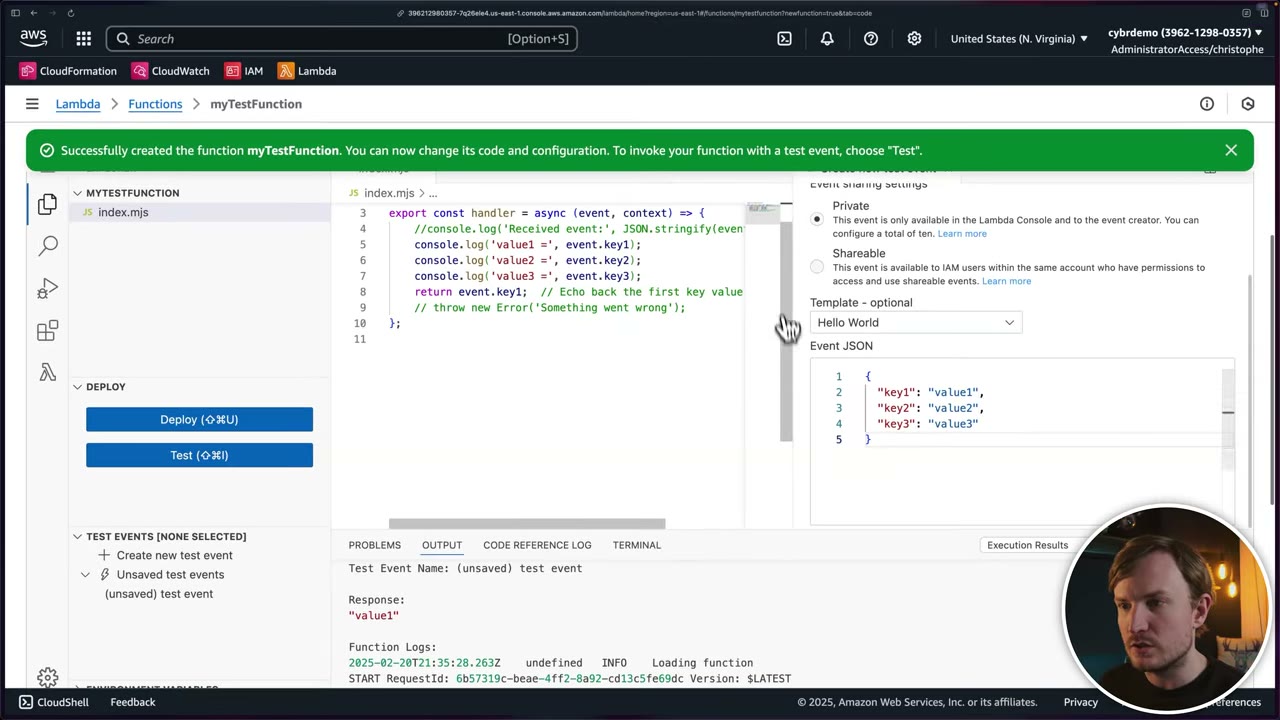 396212980357-7q26ele4.us-east-1.console.aws.amazon.com/lambda/home?region=us-east-1#/functions/mytestfunction?newfunction=true&tab=code
aws
Search
[Option+S]
United States (N. Virginia)
cybrdemo (3962-1298-0357)
AdministratorAccess/christophe
CloudFormation
CloudWatch
IAM
Lambda
Lambda > Functions > myTestFunction
Successfully created the function myTestFunction. You can now change its code and configuration. To invoke your function with a test event, choose "Test".
MYTESTFUNCTION
JS index.mjs
DEPLOY
Deploy (⇧⌘U)
Test (⇧⌘I)
TEST EVENTS [NONE SELECTED]
Create new test event
Unsaved test events
(unsaved) test event
JS index.mjs > ...
3 export const handler = async (event, context) => {
4 //console.log('Received event:', JSON.stringify(even
5 console.log('value1 =', event.key1);
6 console.log('value2 =', event.key2);
7 console.log('value3 =', event.key3);
8 return event.key1; // Echo back the first key value
9 // throw new Error('Something went wrong');
10 };
11
Event sharing settings
Private
This event is only available in the Lambda Console and to the event creator. You can
configure a total of ten. Learn more
Shareable
This event is available to IAM users within the same account who have permissions to
access and use shareable events. Learn more
Template - optional
Hello World
Event JSON
1 {
2 "key1": "value1",
3 "key2": "value2",
4 "key3": "value3"
5 }
PROBLEMS
OUTPUT
CODE REFERENCE LOG
TERMINAL
Execution Results
Test Event Name: (unsaved) test event
Response:
"value1"
Function Logs:
2025-02-20T21:35:28.263Z undefined INFO Loading function
START RequestId: 6b57319c-beae-4ff2-8a92-cd13c5fe69dc Version: $LATEST
CloudShell
Feedback
© 2025, Amazon Web Services, Inc. or its affiliates.
Privacy
references